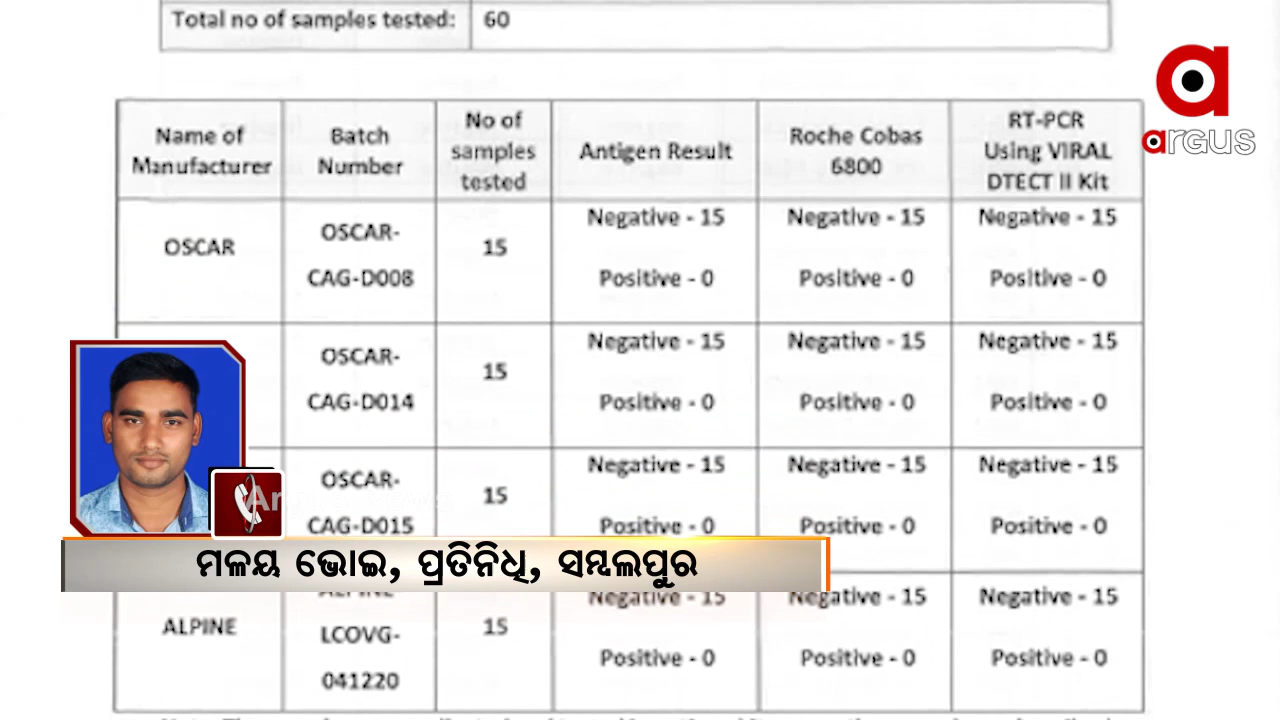 Total no of samples tested: 60
argus
Name of Manufacturer Batch Number No of samples tested Antigen Result Roche Cobas 6800 RT-PCR Using VIRAL DTECT II Kit
OSCAR OSCAR-CAG-D008 15 Negative - 15 Positive - 0 Negative - 15 Positive - 0 Negative - 15 Positive - 0
OSCAR-CAG-D014 15 Negative - 15 Positive - 0 Negative - 15 Positive - 0 Negative - 15 Positive - 0
OSCAR-CAG-D015 15 Negative - 15 Positive - 0 Negative - 15 Positive - 0 Negative - 15 Positive - 0
ମଳୟ ଭୋଇ, ପ୍ରତିନିଧି, ସମ୍ବଲପୁର
ALPINE ALPINE LCOVG-041220 15 Negative - 15 Positive - 0 Negative - 15 Positive - 0 Negative - 15 Positive - 0